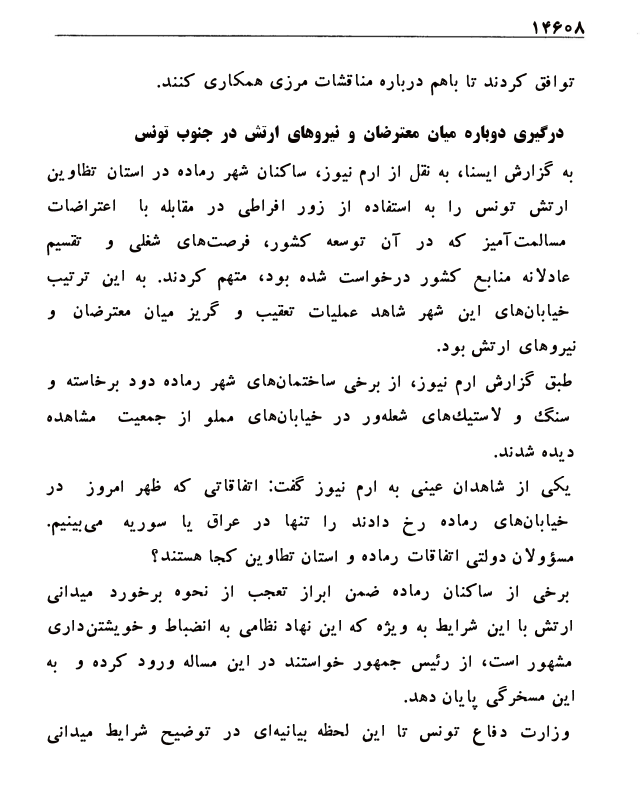 ۱۴۶۰۸
توافق کردند تا باهم درباره مناقشات مرزی همکاری کنند.
درگیری دوباره میان معترضان و نیروهای ارتش در جنوب تونس
به گزارش ایسنا، به نقل از ارم نیوز، ساکنان شهر رماده در استان تظاوین
ارتش تونس را به استفاده از زور افراطی در مقابله با اعتراضات
مسالمت‌آمیز که در آن توسعه کشور، فرصت‌های شغلی و تقسیم
عادلانه منابع کشور درخواست شده بود، متهم کردند. به این ترتیب
خیابان‌های این شهر شاهد عملیات تعقیب و گریز میان معترضان و
نیروهای ارتش بود.
طبق گزارش ارم نیوز، از برخی ساختمان‌های شهر رماده دود برخاسته و
سنگ و لاستیك‌های شعله‌ور در خیابان‌های مملو از جمعیت مشاهده
دیده شدند.
یکی از شاهدان عینی به ارم نیوز گفت: اتفاقاتی که ظهر امروز در
خیابان‌های رماده رخ دادند را تنها در عراق یا سوریه می‌بینیم.
مسؤولان دولتی اتفاقات رماده و استان تطاوین کجا هستند؟
برخی از ساکنان رماده ضمن ابراز تعجب از نحوه برخورد میدانی
ارتش با این شرایط به ویژه که این نهاد نظامی به انضباط و خویشتن‌داری
مشهور است، از رئیس جمهور خواستند در این مساله ورود کرده و به
این مسخرگی پایان دهد.
وزارت دفاع تونس تا این لحظه بیانیه‌ای در توضیح شرایط میدانی